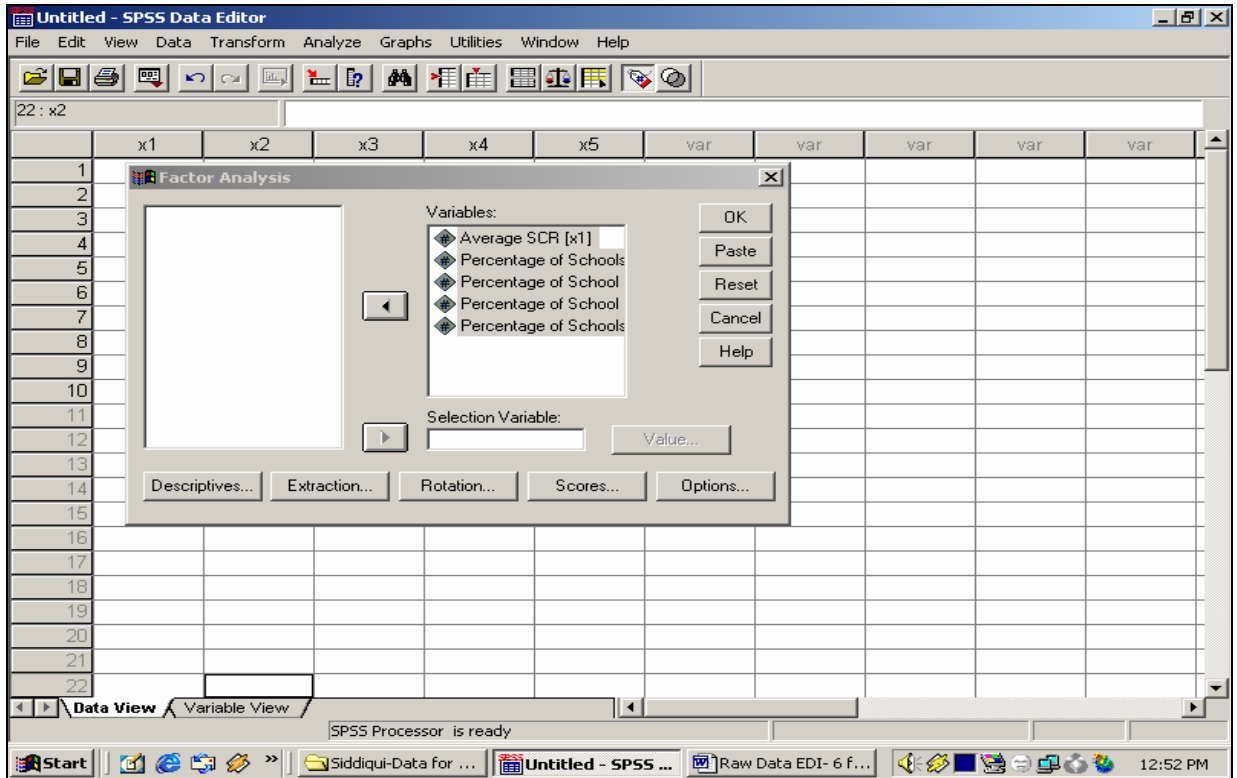 Untitled - SPSS Data Editor
File Edit View Data Transform Analyze Graphs Utilities Window Help
22 : x2
x1 x2 x3 x4 x5 var var var var var
1
2
3
4
5
6
7
8
9
10
11
12
13
14
15
16
17
18
19
20
21
22
Factor Analysis
Variables:
Average SCR [x1]
Percentage of Schools
Percentage of School
Percentage of School
Percentage of Schools
OK
Paste
Reset
Cancel
Help
Selection Variable:
Value...
Descriptives... Extraction... Rotation... Scores... Options...
Data View Variable View
SPSS Processor is ready
Start » Siddiqui-Data for ... Untitled - SPSS ... Raw Data EDI- 6 f... 12:52 PM